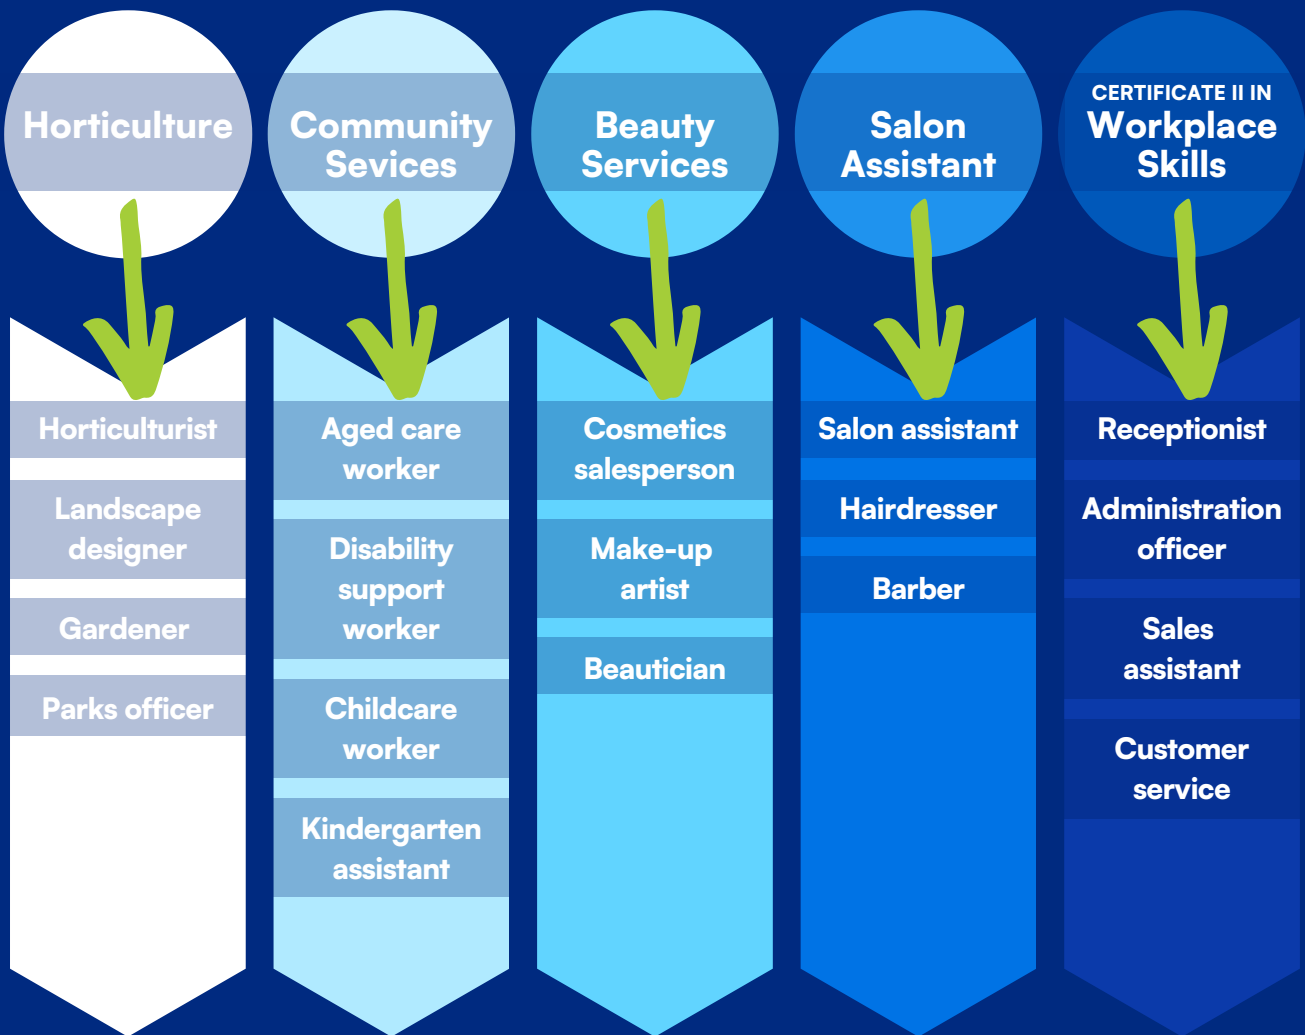 Horticulture
Community
Sevices
Beauty
Services
Salon
Assistant
CERTIFICATE II IN
Workplace
Skills
Horticulturist
Landscape
designer
Gardener
Parks officer
Aged care
worker
Disability
support
worker
Childcare
worker
Kindergarten
assistant
Cosmetics
salesperson
Make-up
artist
Beautician
Salon assistant
Hairdresser
Barber
Receptionist
Administration
officer
Sales
assistant
Customer
service